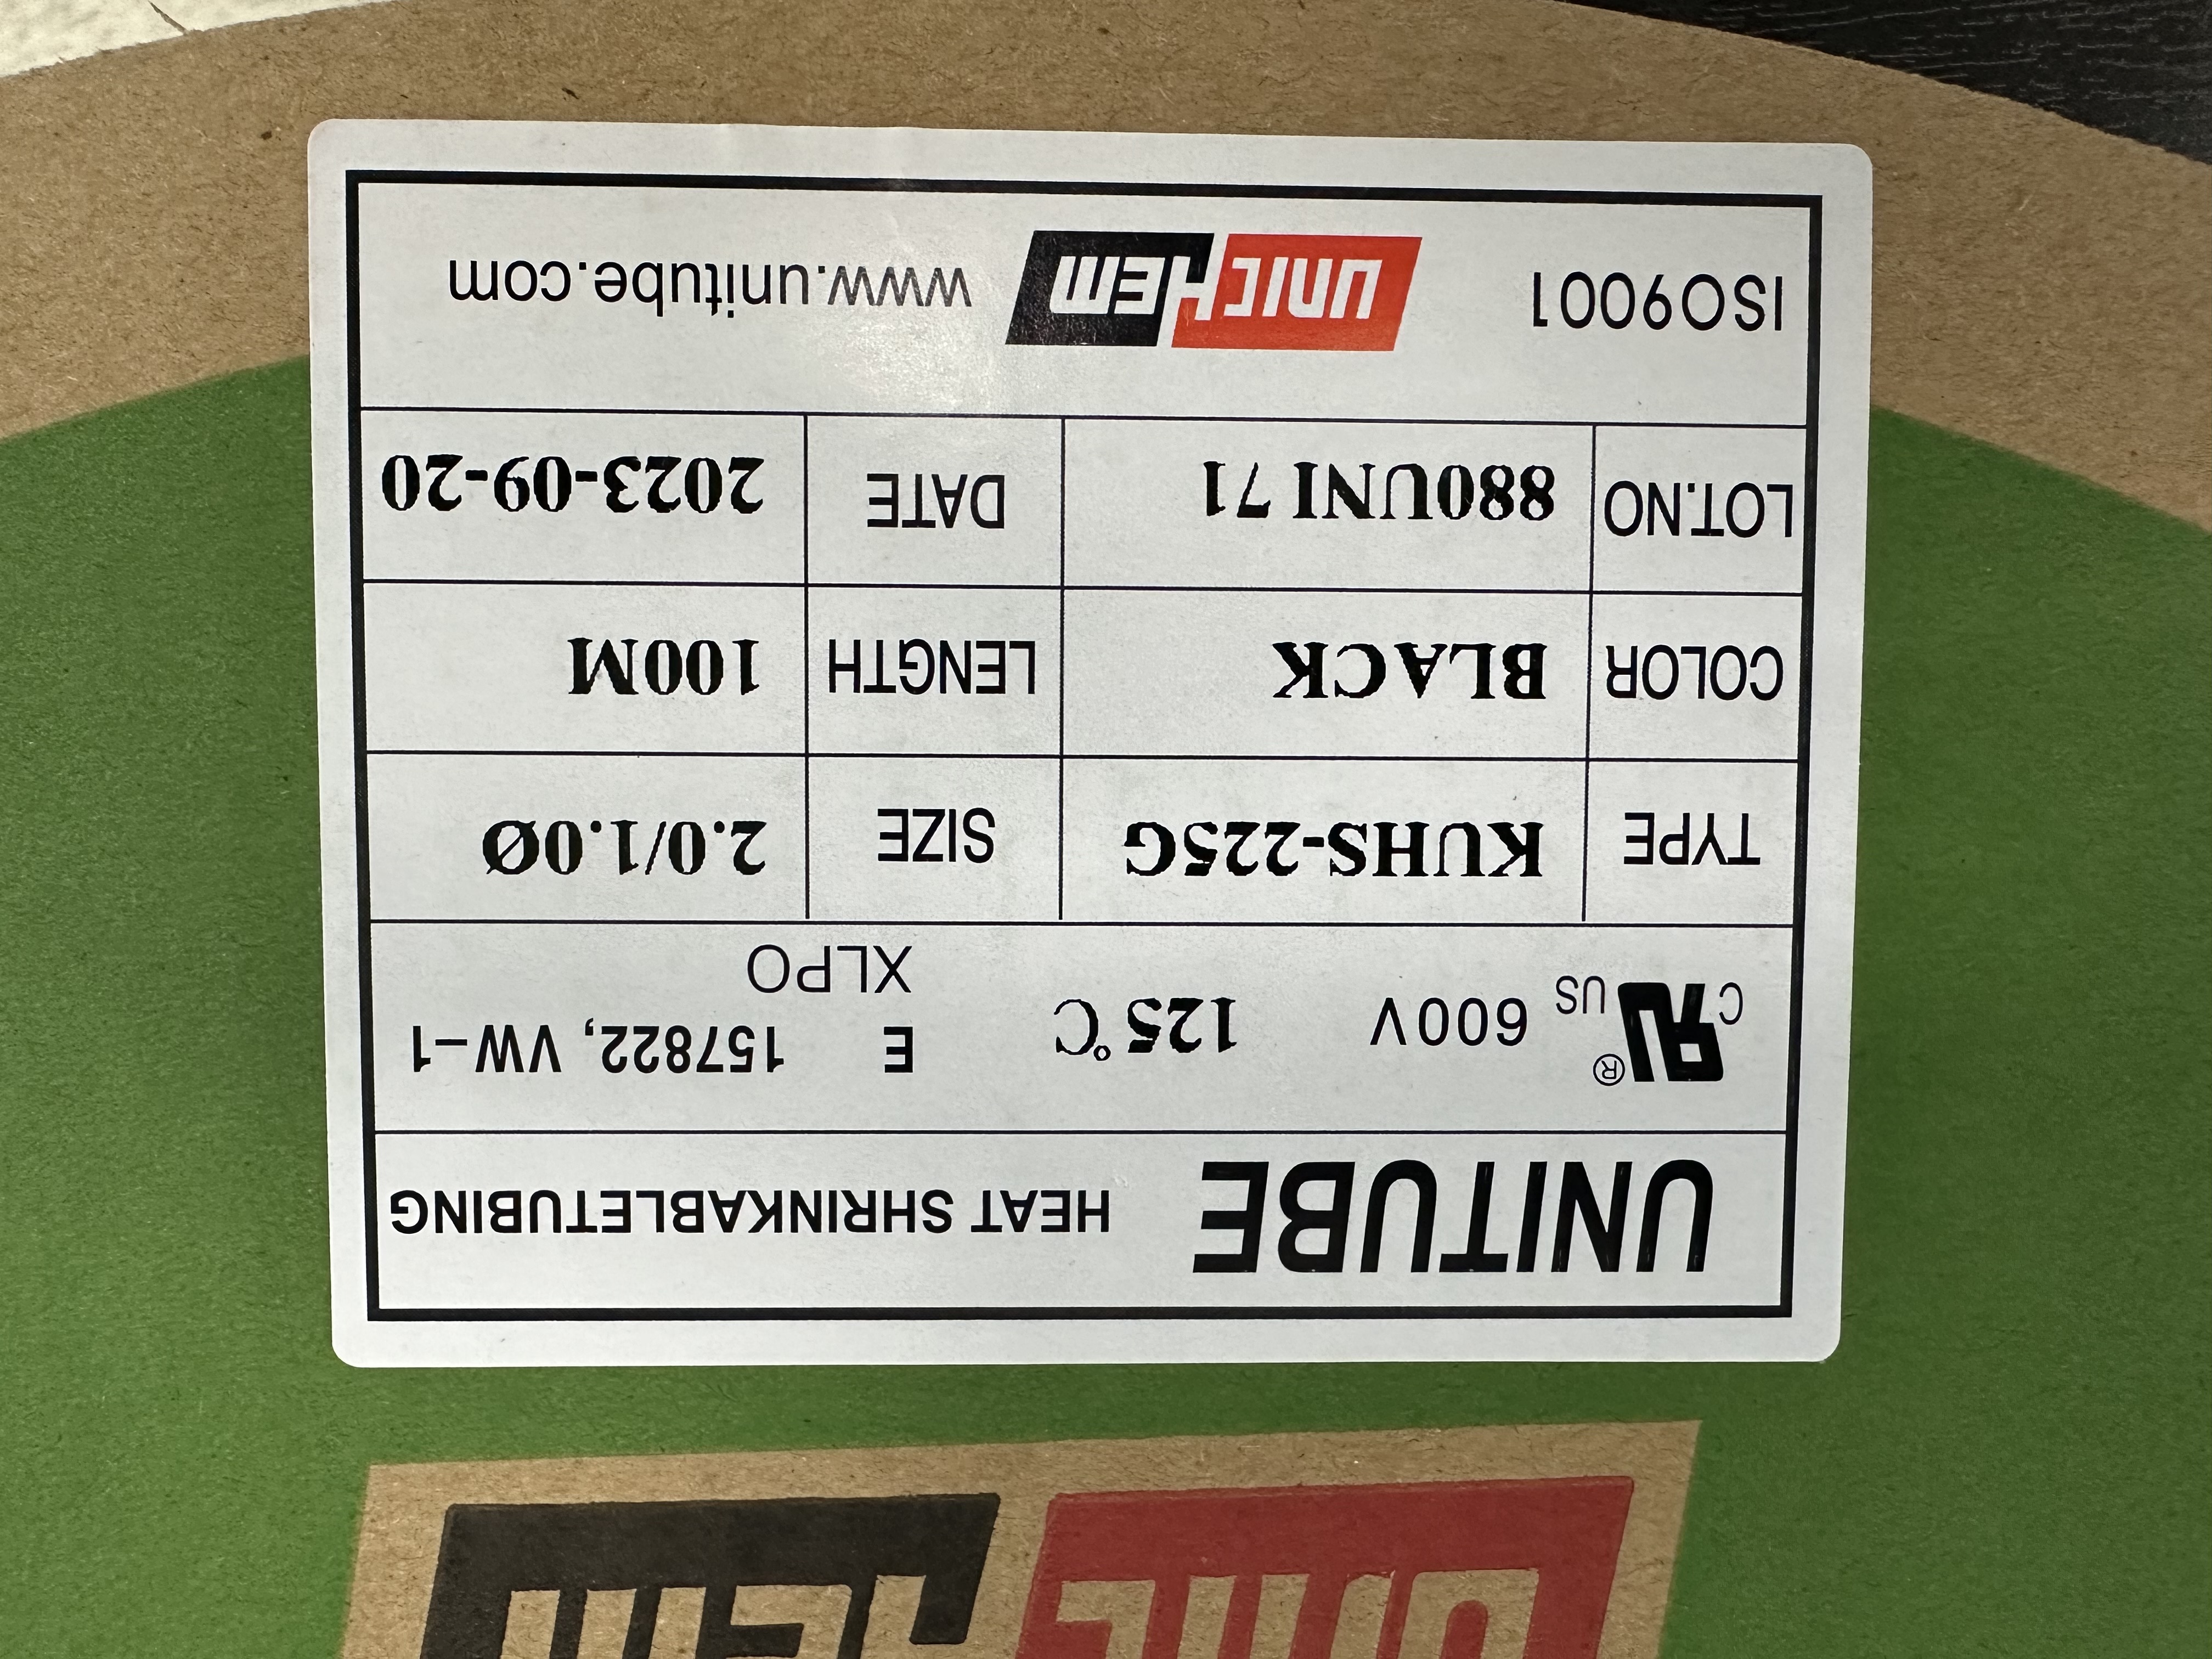 UNITUBE HEAT SHRINKABLETUBING
C RU US ® 600V 125℃ E 157822, VW-1
XLPO
TYPE KUHS-225G SIZE 2.0/1.0Ø
COLOR BLACK LENGTH 100M
LOT.NO 880UNI 71 DATE 2023-09-20
ISO9001 UNICHEM www.unitube.com